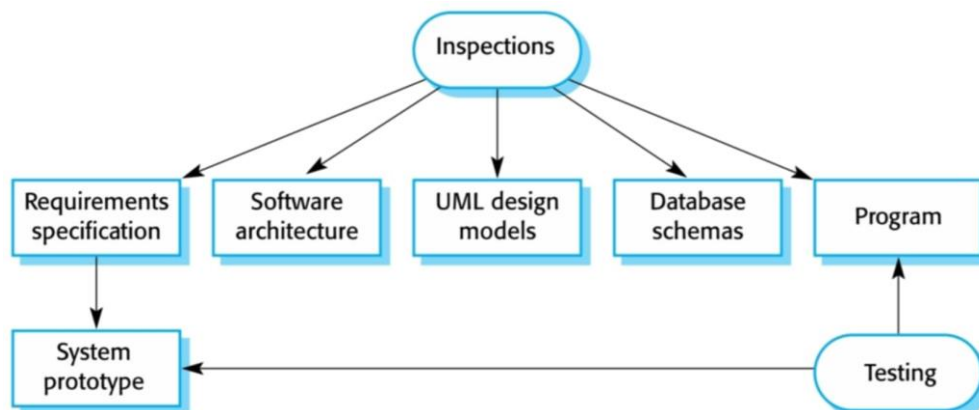 Inspections
Requirements
specification
Software
architecture
UML design
models
Database
schemas
Program
System
prototype
Testing